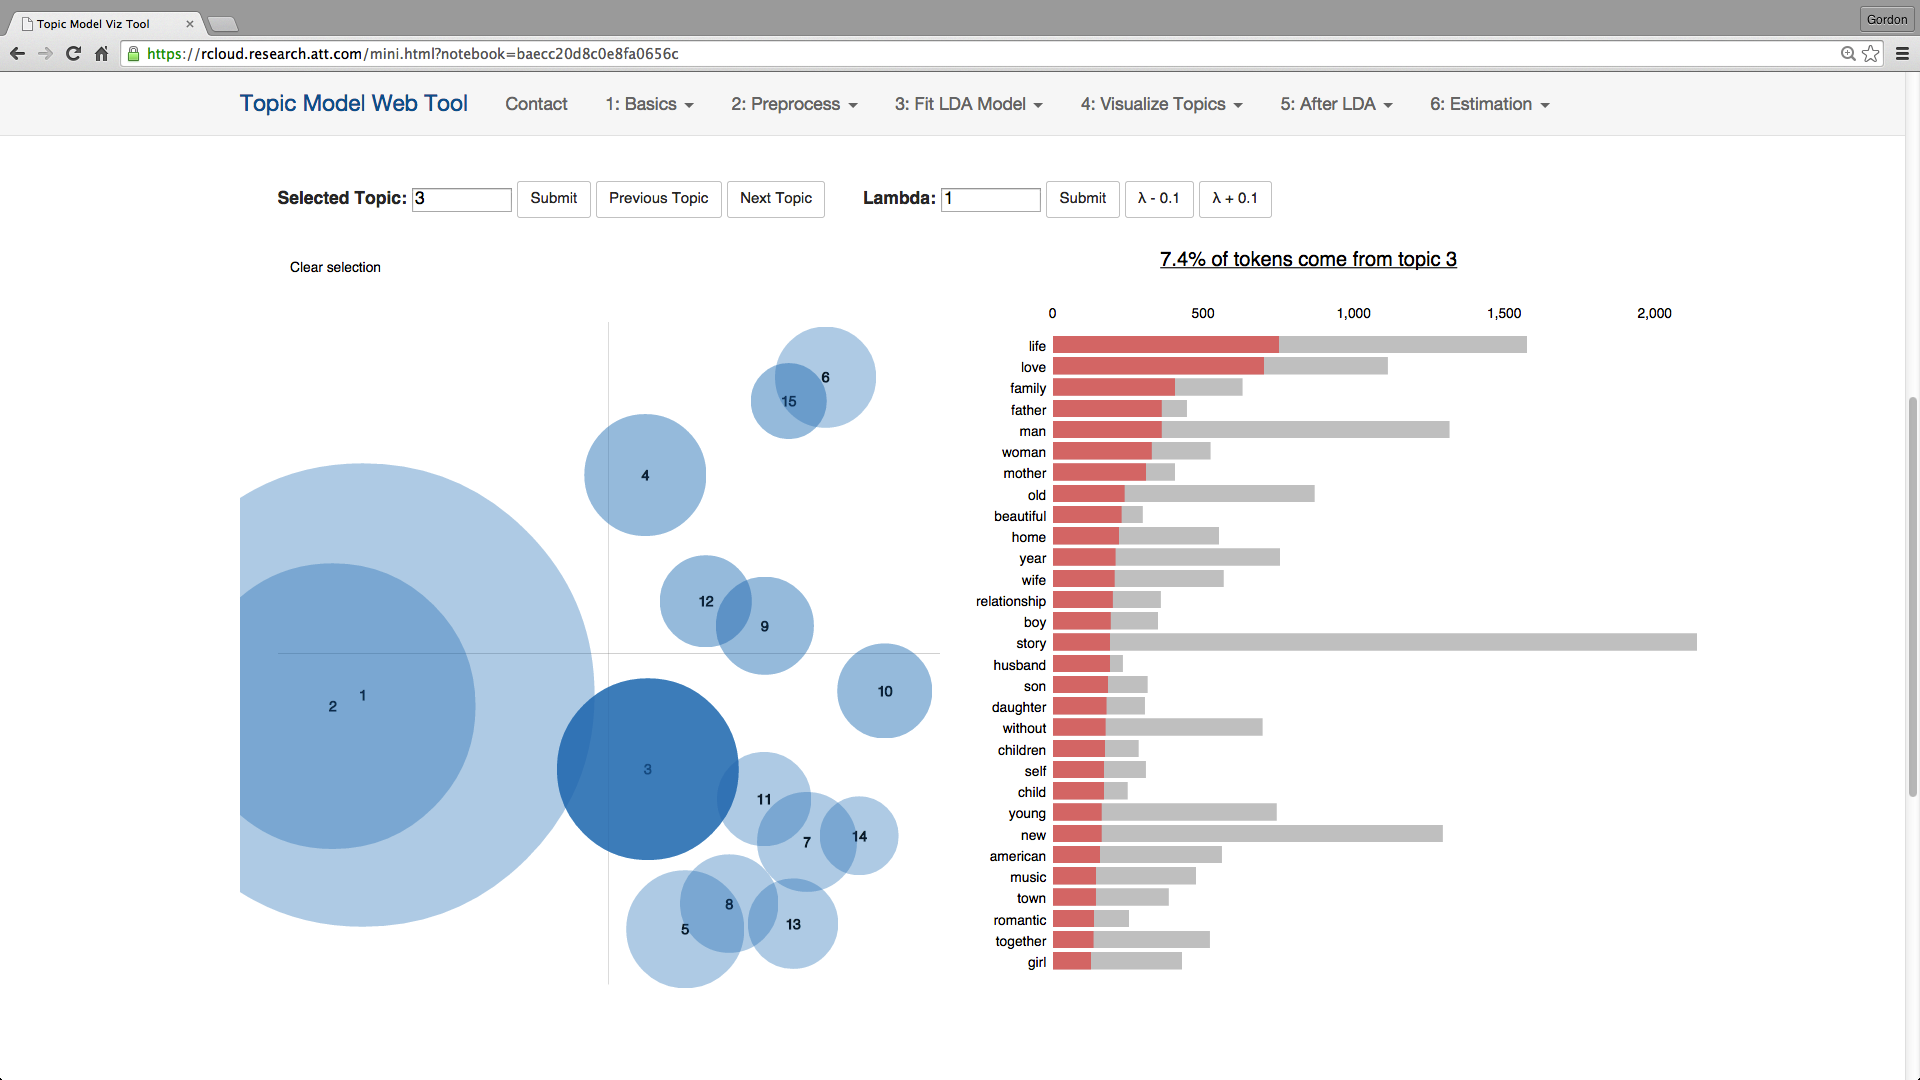 Topic Model Viz Tool
Gordon
https://rcloud.research.att.com/mini.html?notebook=baecc20d8c0e8fa0656c
Topic Model Web Tool Contact 1: Basics 2: Preprocess 3: Fit LDA Model 4: Visualize Topics 5: After LDA 6: Estimation
Selected Topic: 3 Submit Previous Topic Next Topic Lambda: 1 Submit λ - 0.1 λ + 0.1
Clear selection
6
15
4
12
9
10
1
2
3
11
7
14
8
5
13
7.4% of tokens come from topic 3
0 500 1,000 1,500 2,000
life
love
family
father
man
woman
mother
old
beautiful
home
year
wife
relationship
boy
story
husband
son
daughter
without
children
self
child
young
new
american
music
town
romantic
together
girl